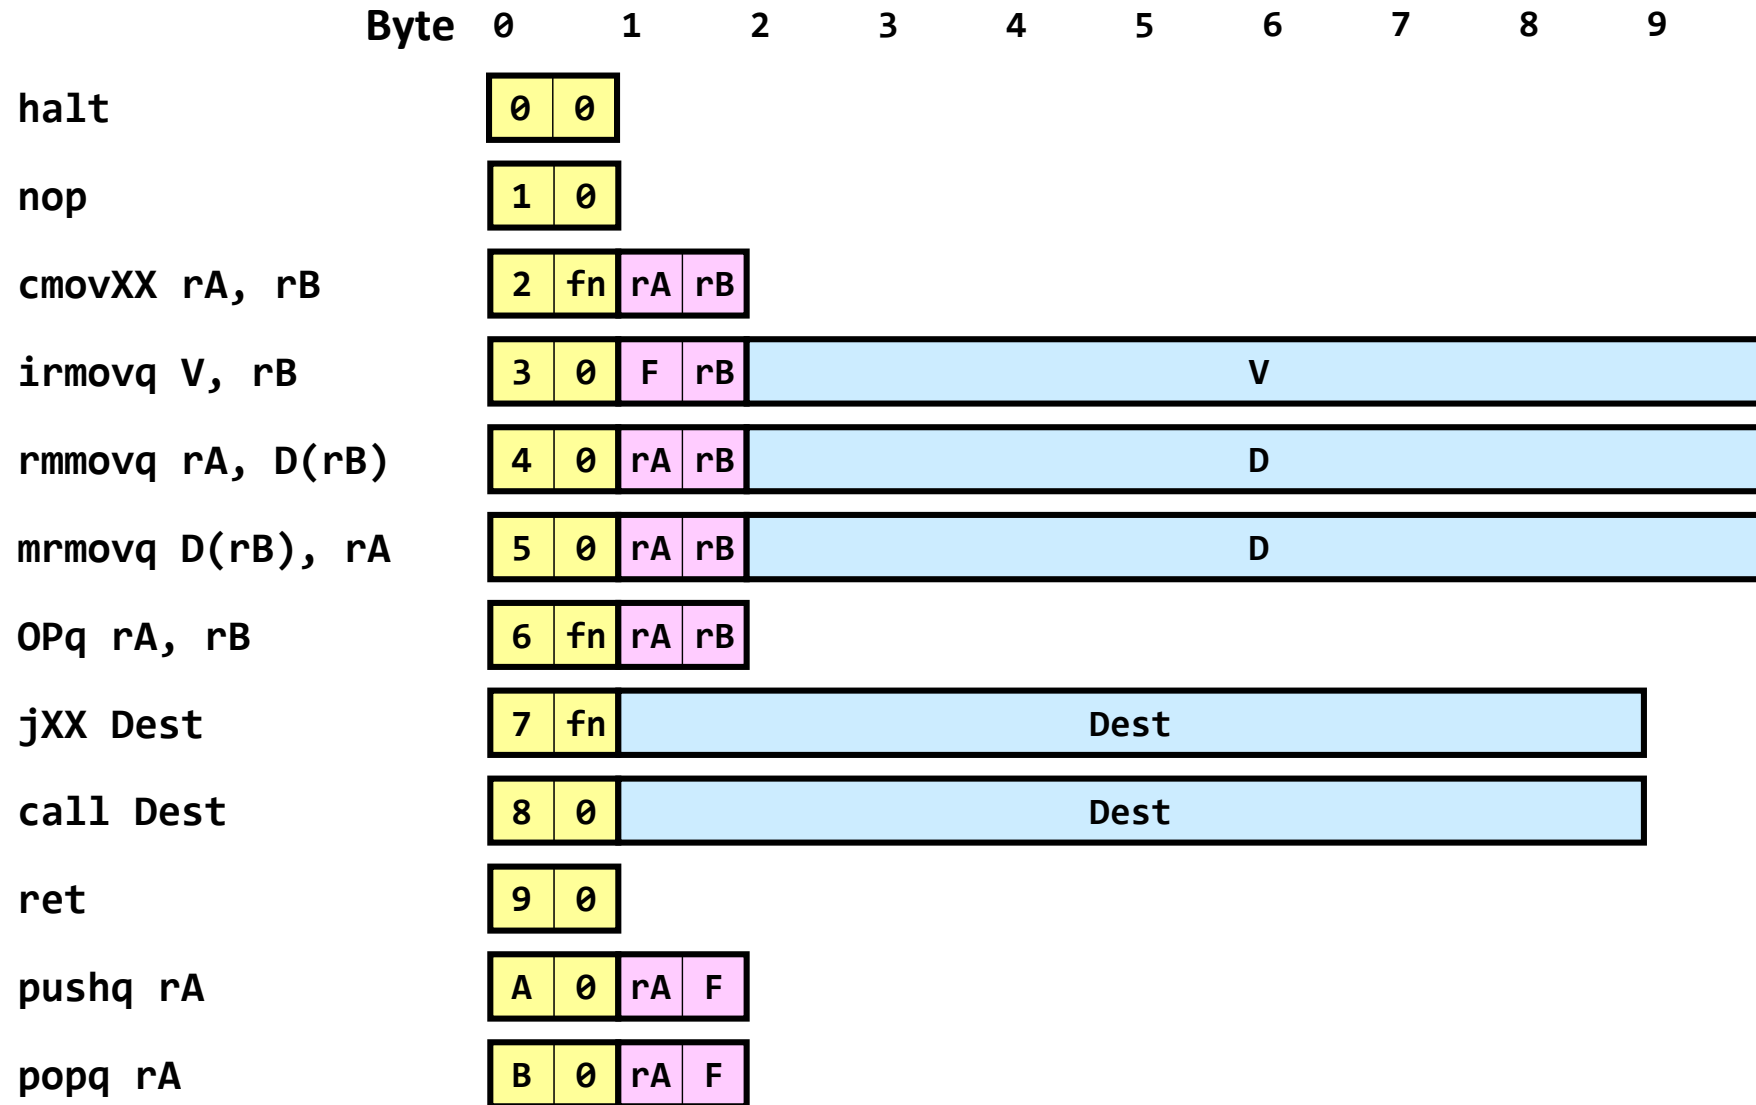 Byte 0 1 2 3 4 5 6 7 8 9
halt 0 0
nop 1 0
cmovXX rA, rB 2 fn rA rB
irmovq V, rB 3 0 F rB V
rmmovq rA, D(rB) 4 0 rA rB D
mrmovq D(rB), rA 5 0 rA rB D
OPq rA, rB 6 fn rA rB
jXX Dest 7 fn Dest
call Dest 8 0 Dest
ret 9 0
pushq rA A 0 rA F
popq rA B 0 rA F